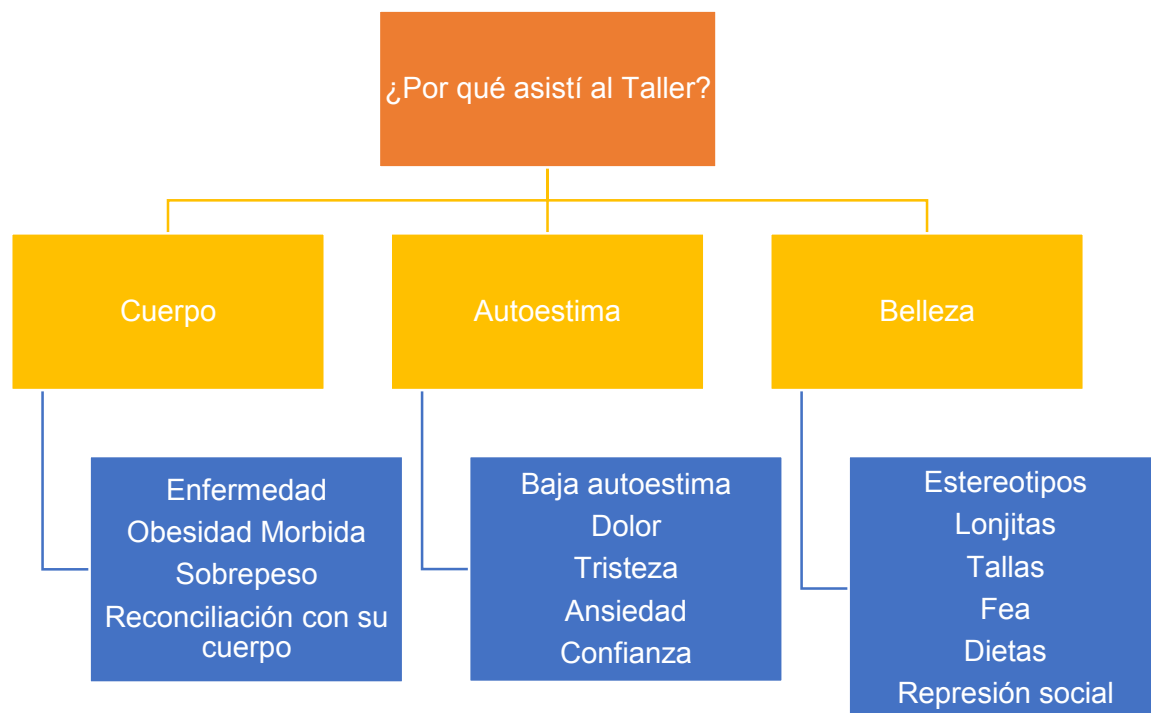 ¿Por qué asistí al Taller?
Cuerpo
Autoestima
Belleza
Enfermedad
Obesidad Morbida
Sobrepeso
Reconciliación con su
cuerpo
Baja autoestima
Dolor
Tristeza
Ansiedad
Confianza
Estereotipos
Lonjitas
Tallas
Fea
Dietas
Represión social